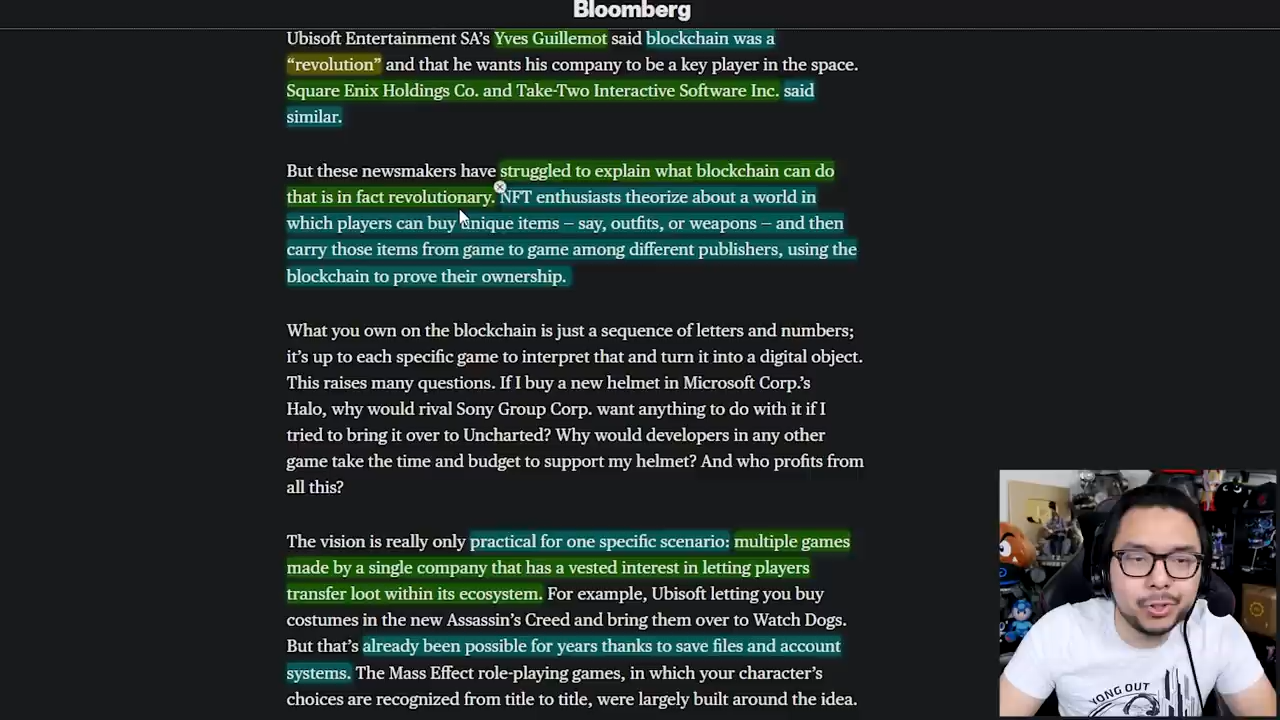 Bloomberg
Ubisoft Entertainment SA’s Yves Guillemot said blockchain was a
“revolution” and that he wants his company to be a key player in the space.
Square Enix Holdings Co. and Take-Two Interactive Software Inc. said
similar.
But these newsmakers have struggled to explain what blockchain can do
that is in fact revolutionary. NFT enthusiasts theorize about a world in
which players can buy unique items – say, outfits, or weapons – and then
carry those items from game to game among different publishers, using the
blockchain to prove their ownership.
What you own on the blockchain is just a sequence of letters and numbers;
it’s up to each specific game to interpret that and turn it into a digital object.
This raises many questions. If I buy a new helmet in Microsoft Corp.’s
Halo, why would rival Sony Group Corp. want anything to do with it if I
tried to bring it over to Uncharted? Why would developers in any other
game take the time and budget to support my helmet? And who profits from
all this?
The vision is really only practical for one specific scenario: multiple games
made by a single company that has a vested interest in letting players
transfer loot within its ecosystem. For example, Ubisoft letting you buy
costumes in the new Assassin’s Creed and bring them over to Watch Dogs.
But that’s already been possible for years thanks to save files and account
systems. The Mass Effect role-playing games, in which your character’s
choices are recognized from title to title, were largely built around the idea.
YONG OUT